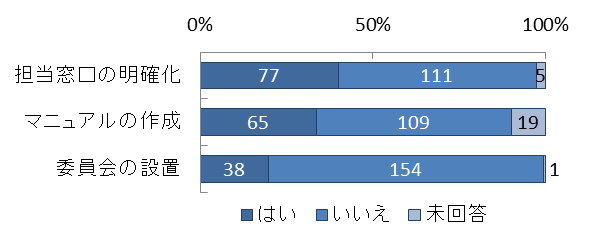 0% 50% 100%
担当窓口の明確化 77 111 5
マニュアルの作成 65 109 19
委員会の設置 38 154 1
はい いいえ 未回答